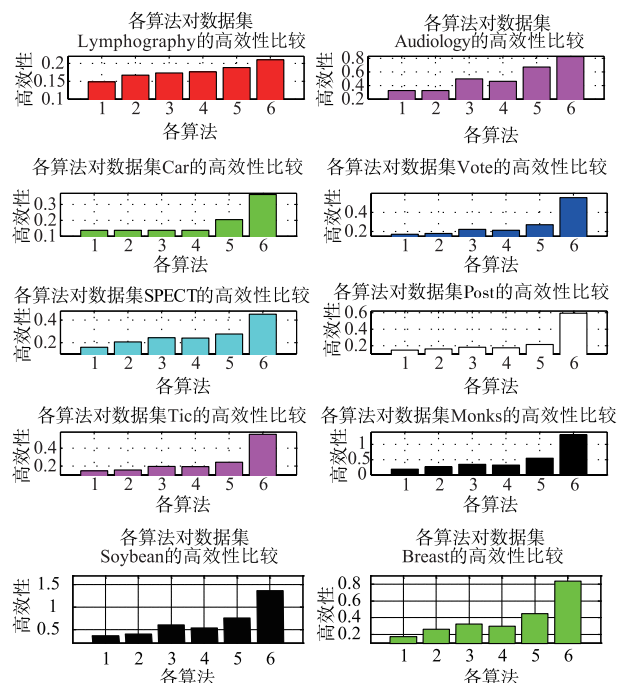 各算法对数据集
Lymphography的高效性比较
高效性
0.2
0.1
1 2 3 4 5 6
各算法
各算法对数据集
Audiology的高效性比较
高效性
0.8
0.6
0.4
0.2
1 2 3 4 5 6
各算法
各算法对数据集Car的高效性比较
高效性
0.3
0.2
0.1
1 2 3 4 5 6
各算法
各算法对数据集Vote的高效性比较
高效性
0.4
0.2
1 2 3 4 5 6
各算法
各算法对数据集SPECT的高效性比较
高效性
0.4
0.2
1 2 3 4 5 6
各算法
各算法对数据集Post的高效性比较
高效性
0.6
0.4
0.2
1 2 3 4 5 6
各算法
各算法对数据集Tic的高效性比较
高效性
0.4
0.2
1 2 3 4 5 6
各算法
各算法对数据集Monks的高效性比较
高效性
1
0.5
0
1 2 3 4 5 6
各算法
各算法对数据集
Soybean的高效性比较
高效性
1.5
1
0.5
1 2 3 4 5 6
各算法
各算法对数据集
Breast的高效性比较
高效性
0.8
0.6
0.4
0.2
1 2 3 4 5 6
各算法